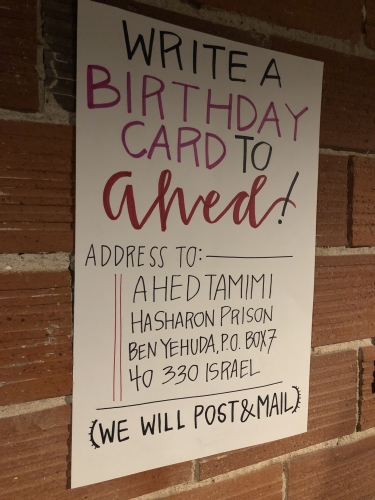 WRITE A
BIRTHDAY
CARD TO
Ahed!
ADDRESS TO:
AHED TAMIMI
HASHARON PRISON
BEN YEHUDA, P.O. BOX 7
40 330 ISRAEL
(WE WILL POST & MAIL)